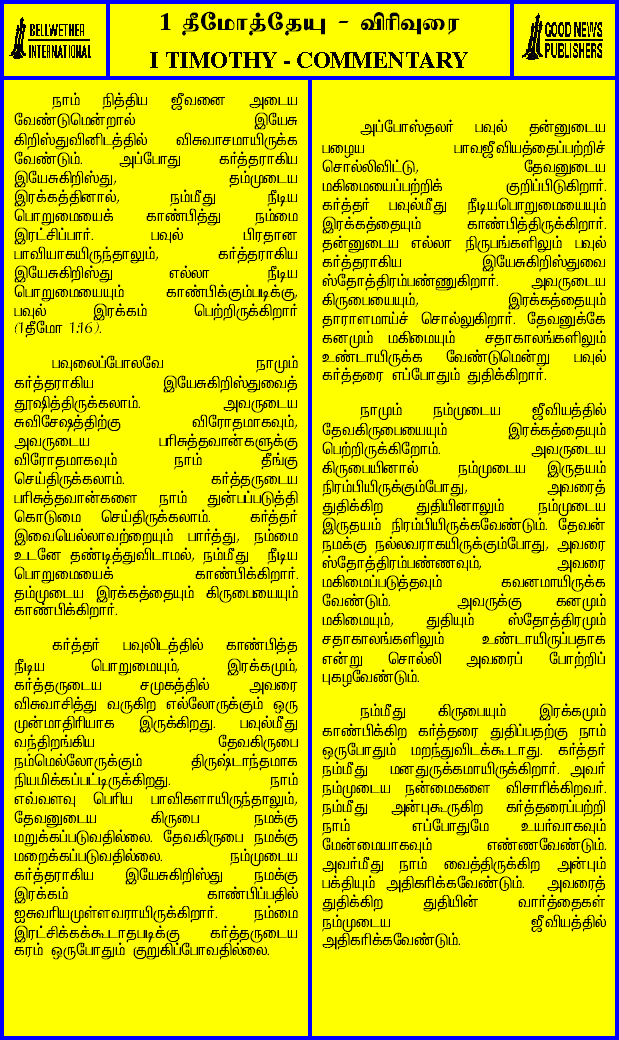 BELLWETHER
INTERNATIONAL
1 தீமோத்தேயு - விரிவுரை
I TIMOTHY - COMMENTARY
GOOD NEWS
PUBLISHERS
நாம் நித்திய ஜீவனை அடைய
வேண்டுமென்றால் இயேசு
கிறிஸ்துவினிடத்தில் விசுவாசமாயிருக்க
வேண்டும். அப்போது கர்த்தராகிய
இயேசுகிறிஸ்து, தம்முடைய
இரக்கத்தினால், நம்மீது நீடிய
பொறுமையைக் காண்பித்து நம்மை
இரட்சிப்பார். பவுல் பிரதான
பாவியாகயிருந்தாலும், கர்த்தராகிய
இயேசுகிறிஸ்து எல்லா நீடிய
பொறுமையையும் காண்பிக்கும்படிக்கு,
பவுல் இரக்கம் பெற்றிருக்கிறார்
(1தீமோ 1:16).
பவுலைப்போலவே நாமும்
கர்த்தராகிய இயேசுகிறிஸ்துவைத்
தூஷித்திருக்கலாம். அவருடைய
சுவிசேஷத்திற்கு விரோதமாகவும்,
அவருடைய பரிசுத்தவான்களுக்கு
விரோதமாகவும் நாம் தீங்கு
செய்திருக்கலாம். கர்த்தருடைய
பரிசுத்தவான்களை நாம் துன்பப்படுத்தி
கொடுமை செய்திருக்கலாம். கர்த்தர்
இவையெல்லாவற்றையும் பார்த்து, நம்மை
உடனே தண்டித்துவிடாமல், நம்மீது நீடிய
பொறுமையைக் காண்பிக்கிறார்.
தம்முடைய இரக்கத்தையும் கிருபையையும்
காண்பிக்கிறார்.
கர்த்தர் பவுலிடத்தில் காண்பித்த
நீடிய பொறுமையும், இரக்கமும்,
கர்த்தருடைய சமுகத்தில் அவரை
விசுவாசித்து வருகிற எல்லோருக்கும் ஒரு
முன்மாதிரியாக இருக்கிறது. பவுல்மீது
வந்திறங்கிய தேவகிருபை
நம்மெல்லோருக்கும் திருஷ்டாந்தமாக
நியமிக்கப்பட்டிருக்கிறது. நாம்
எவ்வளவு பெரிய பாவிகளாயிருந்தாலும்,
தேவனுடைய கிருபை நமக்கு
மறுக்கப்படுவதில்லை. தேவகிருபை நமக்கு
மறைக்கப்படுவதில்லை. நம்முடைய
கர்த்தராகிய இயேசுகிறிஸ்து நமக்கு
இரக்கம் காண்பிப்பதில்
ஐசுவரியமுள்ளவராயிருக்கிறார். நம்மை
இரட்சிக்கக்கூடாதபடிக்கு கர்த்தருடைய
கரம் ஒருபோதும் குறுகிப்போவதில்லை.
அப்போஸ்தலர் பவுல் தன்னுடைய
பழைய பாவஜீவியத்தைப்பற்றிச்
சொல்லிவிட்டு, தேவனுடைய
மகிமையைப்பற்றிக் குறிப்பிடுகிறார்.
கர்த்தர் பவுல்மீது நீடியபொறுமையையும்
இரக்கத்தையும் காண்பித்திருக்கிறார்.
தன்னுடைய எல்லா நிருபங்களிலும் பவுல்
கர்த்தராகிய இயேசுகிறிஸ்துவை
ஸ்தோத்திரம்பண்ணுகிறார். அவருடைய
கிருபையையும், இரக்கத்தையும்
தாராளமாய்ச் சொல்லுகிறார். தேவனுக்கே
கனமும் மகிமையும் சதாகாலங்களிலும்
உண்டாயிருக்க வேண்டுமென்று பவுல்
கர்த்தரை எப்போதும் துதிக்கிறார்.
நாமும் நம்முடைய ஜீவியத்தில்
தேவகிருபையையும் இரக்கத்தையும்
பெற்றிருக்கிறோம். அவருடைய
கிருபையினால் நம்முடைய இருதயம்
நிரம்பியிருக்கும்போது, அவரைத்
துதிக்கிற துதியினாலும் நம்முடைய
இருதயம் நிரம்பியிருக்கவேண்டும். தேவன்
நமக்கு நல்லவராகயிருக்கும்போது, அவரை
ஸ்தோத்திரம்பண்ணவும், அவரை
மகிமைப்படுத்தவும் கவனமாயிருக்க
வேண்டும். அவருக்கு கனமும்
மகிமையும், துதியும் ஸ்தோத்திரமும்
சதாகாலங்களிலும் உண்டாயிருப்பதாக
என்று சொல்லி அவரைப் போற்றிப்
புகழவேண்டும்.
நம்மீது கிருபையும் இரக்கமும்
காண்பிக்கிற கர்த்தரை துதிப்பதற்கு நாம்
ஒருபோதும் மறந்துவிடக்கூடாது. கர்த்தர்
நம்மீது மனதுருக்கமாயிருக்கிறார். அவர்
நம்முடைய நன்மைகளை விசாரிக்கிறவர்.
நம்மீது அன்புகூருகிற கர்த்தரைப்பற்றி
நாம் எப்போதுமே உயர்வாகவும்
மேன்மையாகவும் எண்ணவேண்டும்.
அவர்மீது நாம் வைத்திருக்கிற அன்பும்
பக்தியும் அதிகரிக்கவேண்டும். அவரைத்
துதிக்கிற துதியின் வார்த்தைகள்
நம்முடைய ஜீவியத்தில்
அதிகரிக்கவேண்டும்.